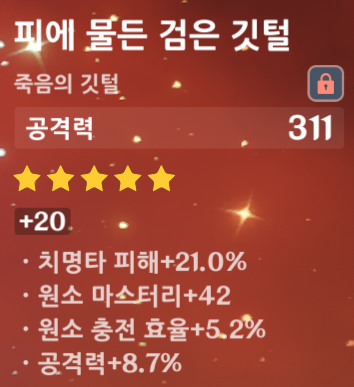 피에 물든 검은 깃털
죽음의 깃털
공격력 311
+20
· 치명타 피해+21.0%
· 원소 마스터리+42
· 원소 충전 효율+5.2%
· 공격력+8.7%